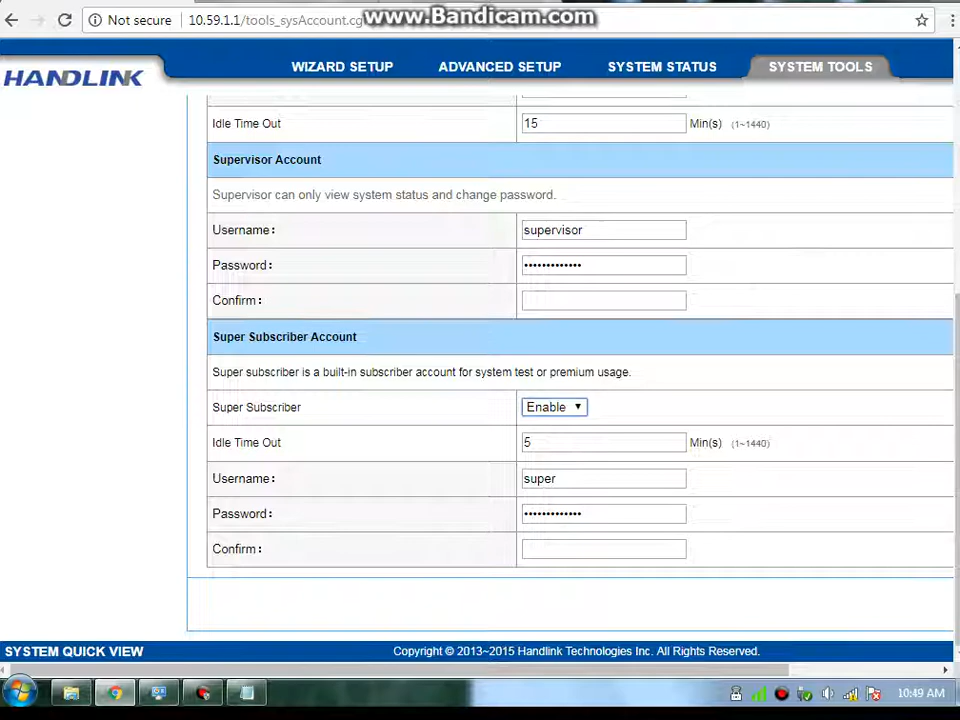 www.Bandicam.com
Not secure | 10.59.1.1/tools_sysAccount.cg
HANDLINK
WIZARD SETUP ADVANCED SETUP SYSTEM STATUS SYSTEM TOOLS
Idle Time Out 15 Min(s) (1~1440)
Supervisor Account
Supervisor can only view system status and change password.
Username: supervisor
Password: •••••••••••••
Confirm:
Super Subscriber Account
Super subscriber is a built-in subscriber account for system test or premium usage.
Super Subscriber Enable
Idle Time Out 5 Min(s) (1~1440)
Username: super
Password: •••••••••••••
Confirm:
SYSTEM QUICK VIEW Copyright © 2013~2015 Handlink Technologies Inc. All Rights Reserved.
10:49 AM